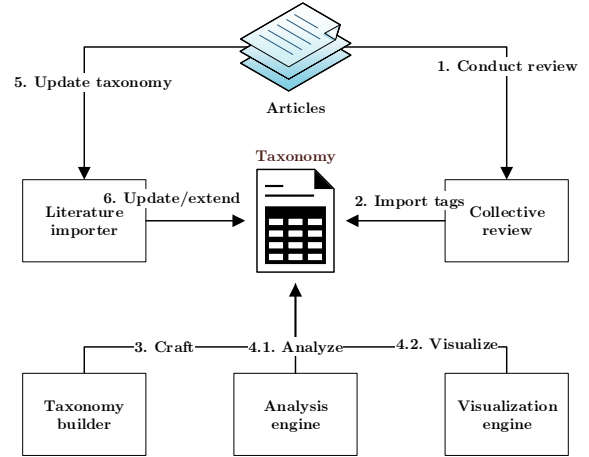 1. Conduct review
5. Update taxonomy
Articles
Taxonomy
6. Update/extend
2. Import tags
Literature
importer
Collective
review
3. Craft
4.1. Analyze
4.2. Visualize
Taxonomy
builder
Analysis
engine
Visualization
engine